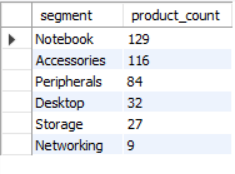 segment product_count
Notebook 129
Accessories 116
Peripherals 84
Desktop 32
Storage 27
Networking 9